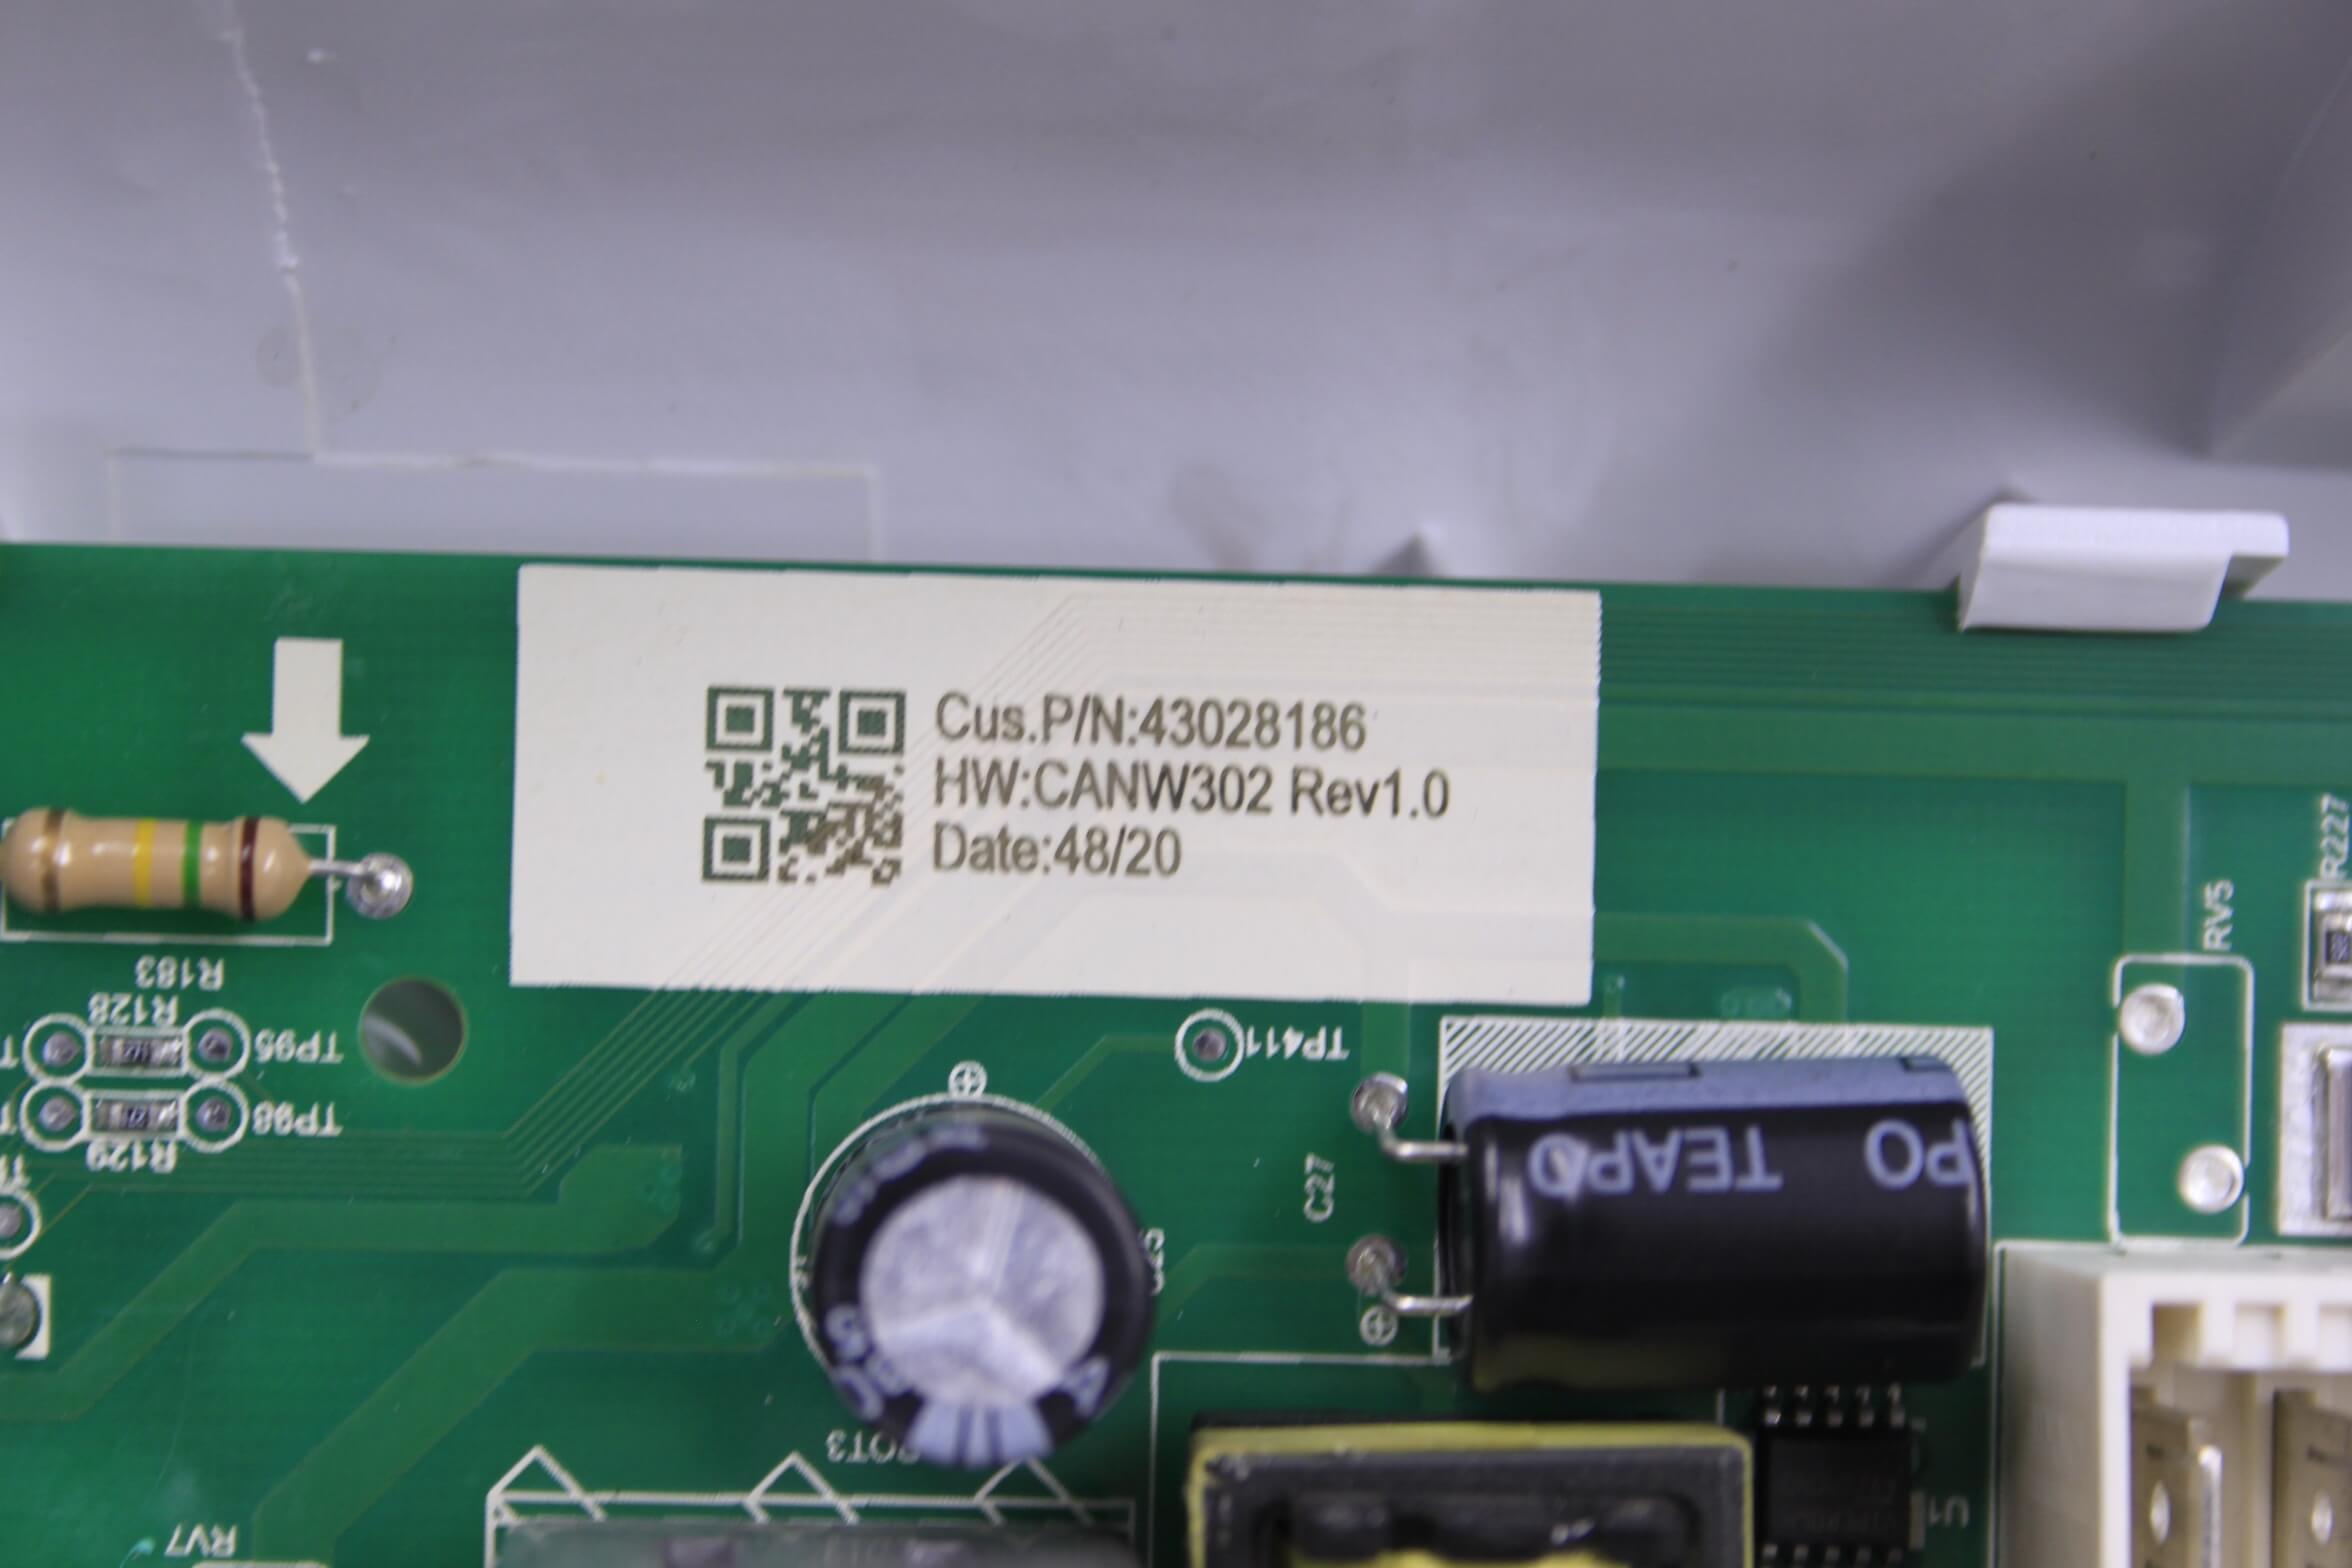 Cus.P/N:43028186
HW:CANW302 Rev1.0
Date:48/20
R227
RV5
R183
R128
TP95
TP411
TP98
R129
C27
TEAPO
PO
U1
RV7